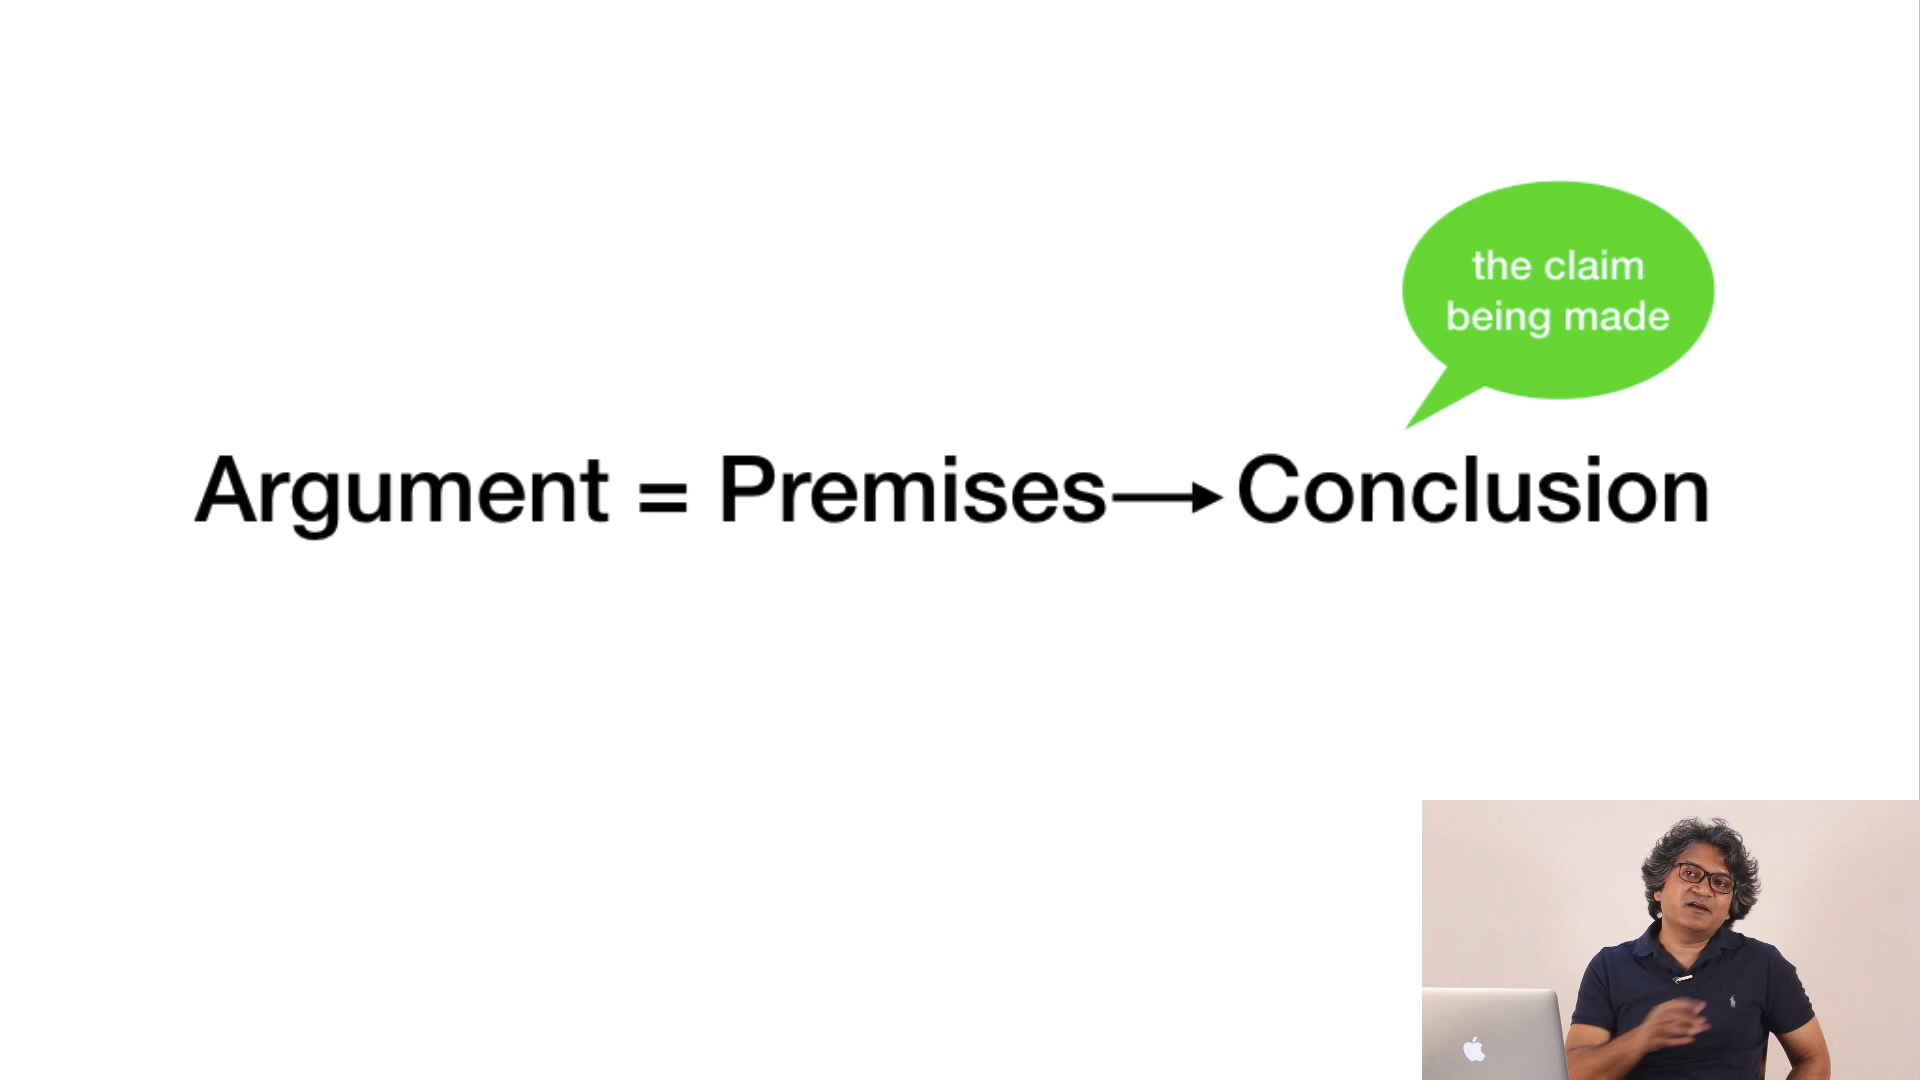 the claim
being made
Argument = Premises→Conclusion